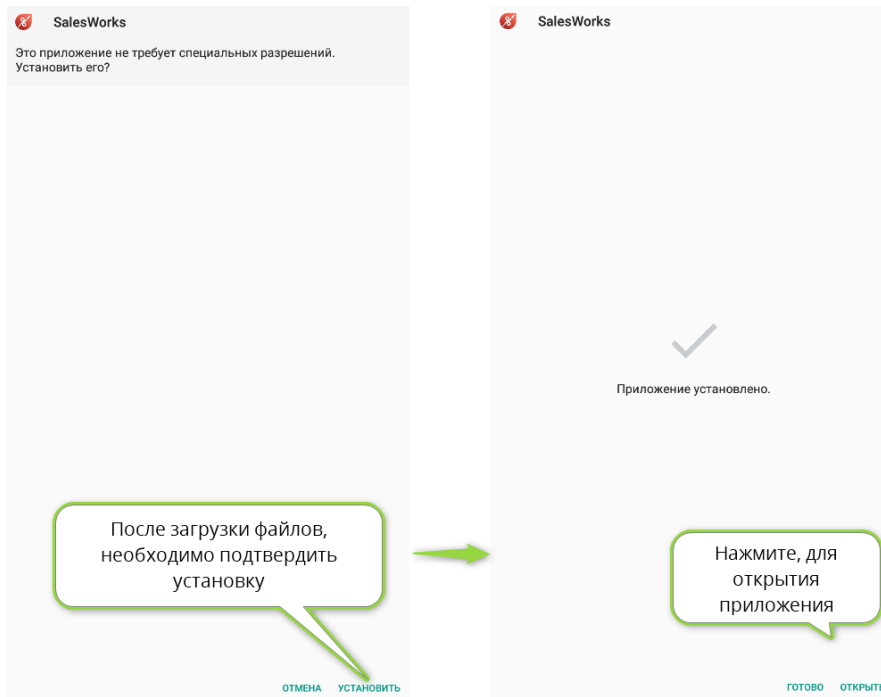 SalesWorks
Это приложение не требует специальных разрешений.
Установить его?
После загрузки файлов,
необходимо подтвердить
установку
ОТМЕНА УСТАНОВИТЬ
SalesWorks
Приложение установлено.
Нажмите, для
открытия
приложения
ГОТОВО ОТКРЫТ